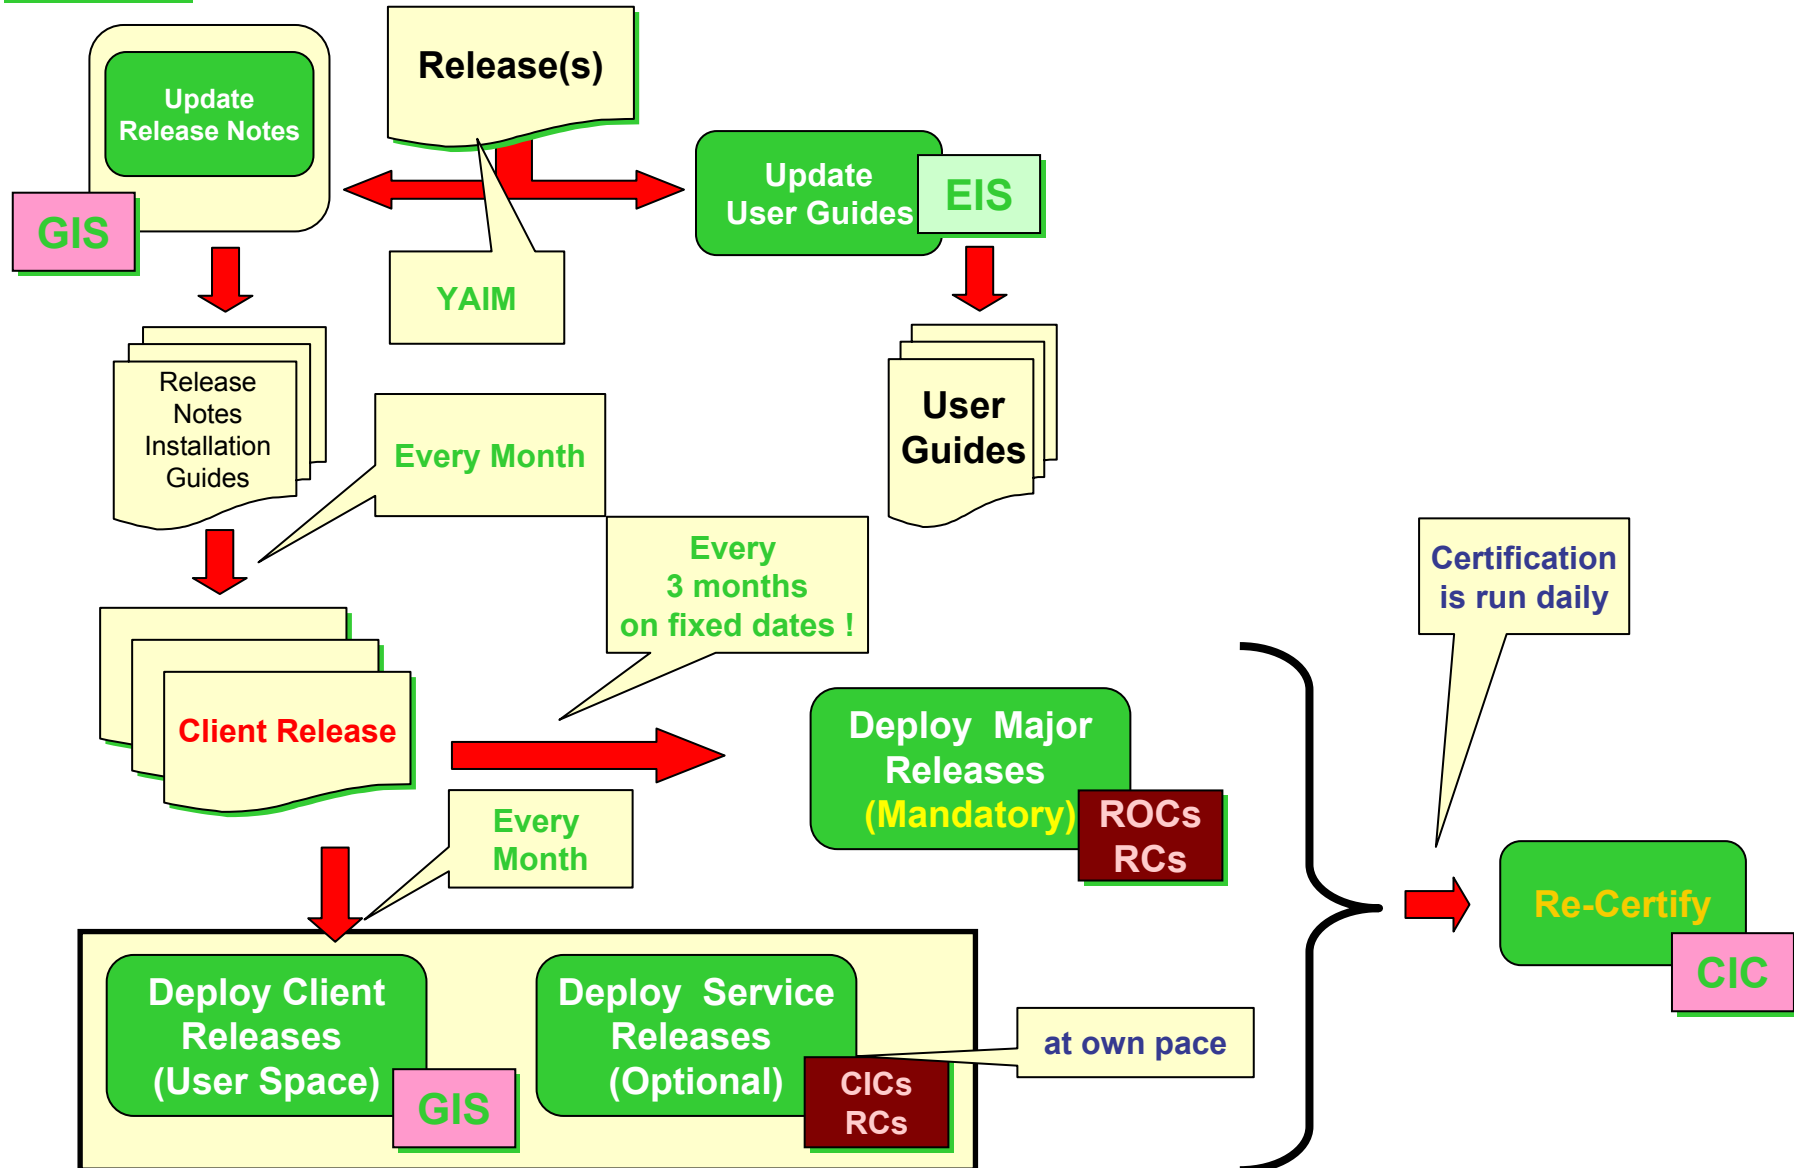 Update
Release Notes
GIS
Release(s)
YAIM
Update
User Guides
EIS
Release
Notes
Installation
Guides
User
Guides
Every Month
Every
3 months
on fixed dates !
Certification
is run daily
Client Release
Deploy  Major
Releases
(Mandatory)
ROCs
RCs
Every
Month
Re-Certify
CIC
Deploy Client
Releases
(User Space)
GIS
Deploy  Service
Releases
(Optional)
CICs
RCs
at own pace